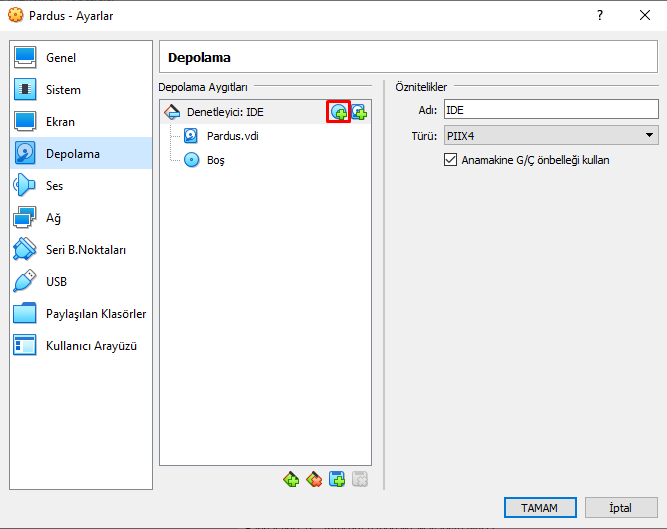 Pardus - Ayarlar
?
Genel
Sistem
Ekran
Depolama
Ses
Ağ
Seri B.Noktaları
USB
Paylaşılan Klasörler
Kullanıcı Arayüzü
Depolama
Depolama Aygıtları
Denetleyici: IDE
Pardus.vdi
Boş
Öznitelikler
Adı: IDE
Türü: PIIX4
Anamakine G/Ç önbelleği kullan
TAMAM
İptal